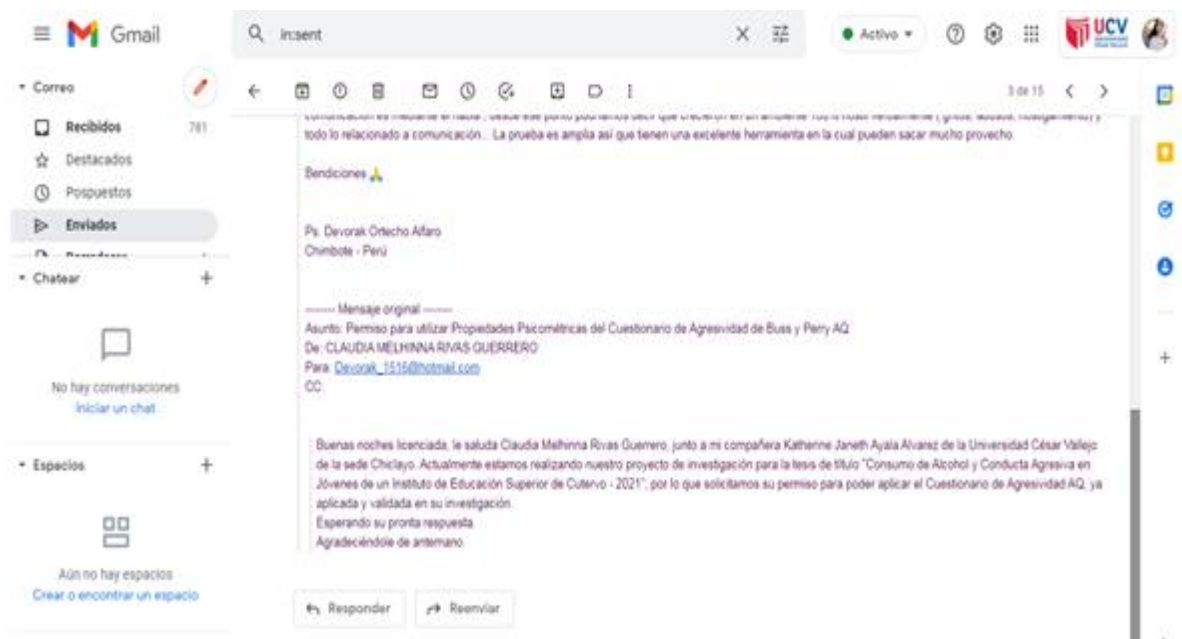 Gmail
in:sent
Activo
UCV
Correo
Recibidos 781
Destacados
Pospuestos
Enviados
Chatear
No hay conversaciones
Iniciar un chat
Espacios
Aún no hay espacios
Crear o encontrar un espacio
3 de 15
todo lo relacionado a comunicación... La prueba es amplia así que tienen una excelente herramienta en la cual pueden sacar mucho provecho.
Bendiciones 🙏
Ps. Devorak Ortecho Alfaro
Chimbote - Perú
-------- Mensaje original --------
Asunto: Permiso para utilizar Propiedades Psicométricas del Cuestionario de Agresividad de Buss y Perry AQ
De: CLAUDIA MELHINNA RIVAS GUERRERO
Para: Devorak_1516@hotmail.com
CC:
Buenas noches licenciada, le saluda Claudia Melhinna Rivas Guerrero, junto a mi compañera Katherine Janeth Ayala Alvarez de la Universidad César Vallejo
de la sede Chiclayo. Actualmente estamos realizando nuestro proyecto de investigación para la tesis de título "Consumo de Alcohol y Conducta Agresiva en
Jóvenes de un Instituto de Educación Superior de Cutervo - 2021", por lo que solicitamos su permiso para poder aplicar el Cuestionario de Agresividad AQ, ya
aplicada y validada en su investigación.
Esperando su pronta respuesta.
Agradeciéndole de antemano.
Responder
Reenviar